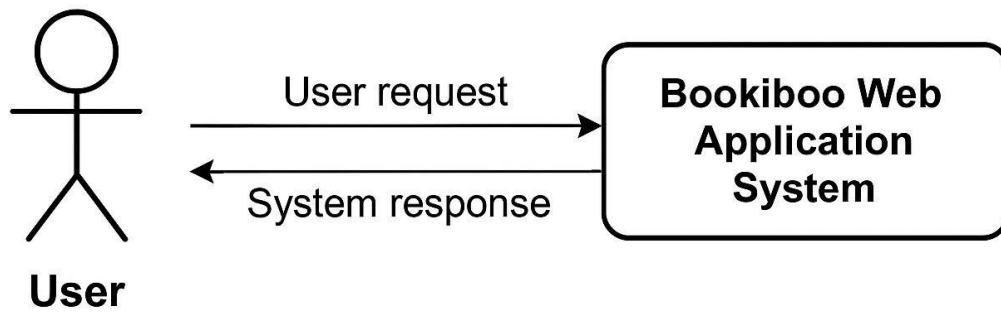 User request
System response
User
Bookiboo Web
Application
System